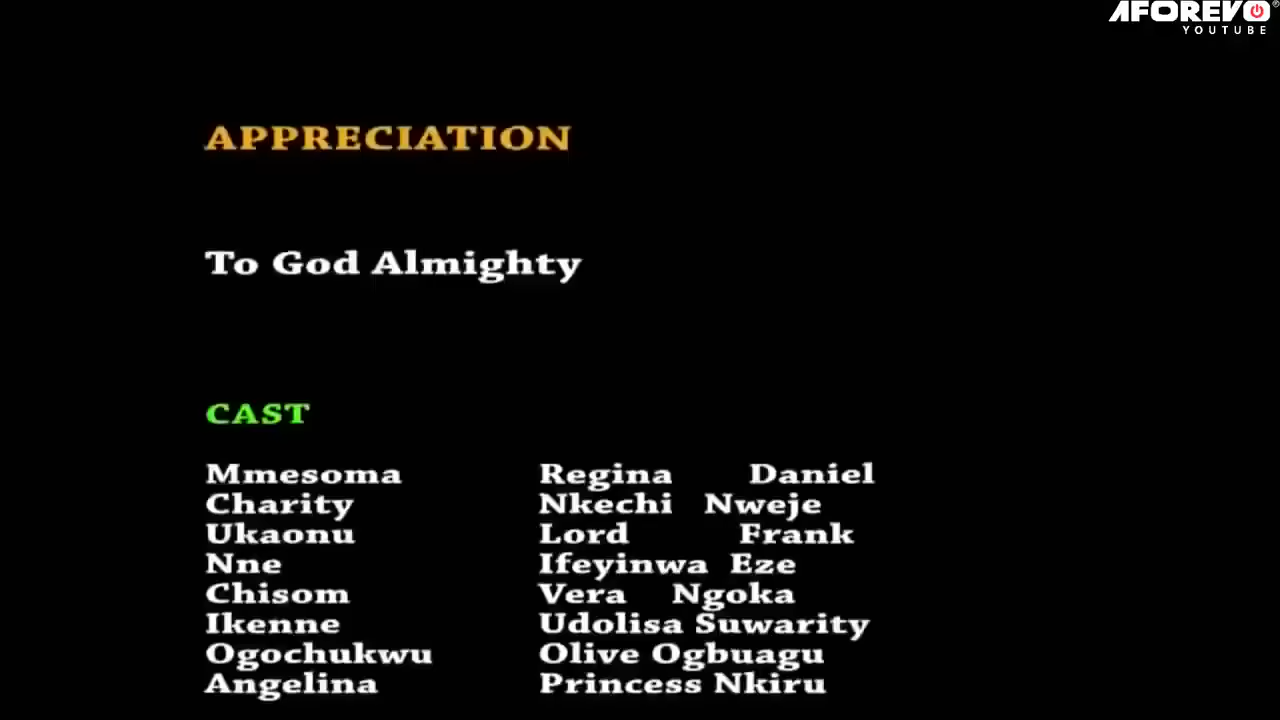 AFOREVO
YOUTUBE
APPRECIATION
To God Almighty
CAST
Mmesoma Regina Daniel
Charity Nkechi Nweje
Ukaonu Lord Frank
Nne Ifeyinwa Eze
Chisom Vera Ngoka
Ikenne Udolisa Suwarity
Ogochukwu Olive Ogbuagu
Angelina Princess Nkiru